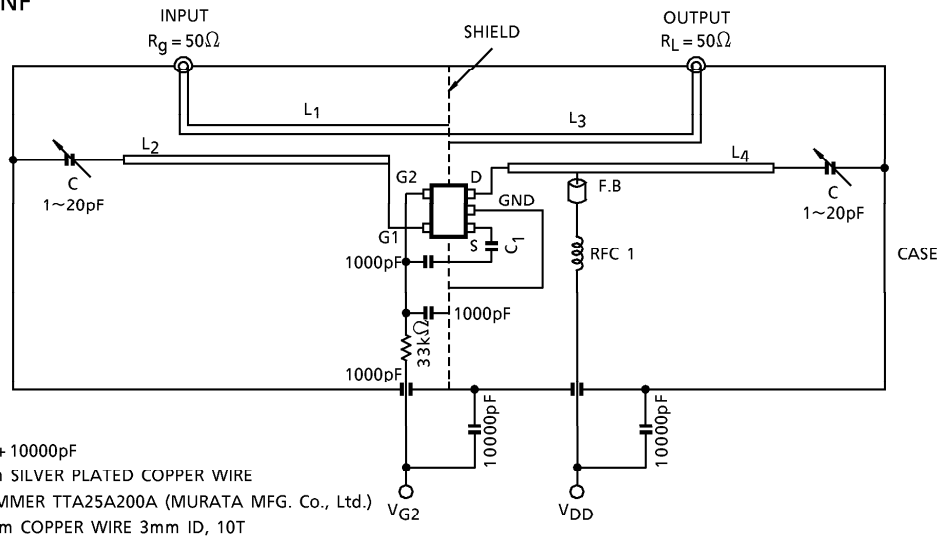 NF
INPUT
Rg = 50Ω
OUTPUT
RL = 50Ω
SHIELD
L1
L3
L2
L4
C
1~20pF
G2
D
F.B
C
1~20pF
GND
G1
S
C1
1000pF
RFC 1
CASE
1000pF
33kΩ
1000pF
10000pF
10000pF
+ 10000pF
SILVER PLATED COPPER WIRE
MMER TTA25A200A (MURATA MFG. Co., Ltd.)
m COPPER WIRE 3mm ID, 10T
VG2
VDD